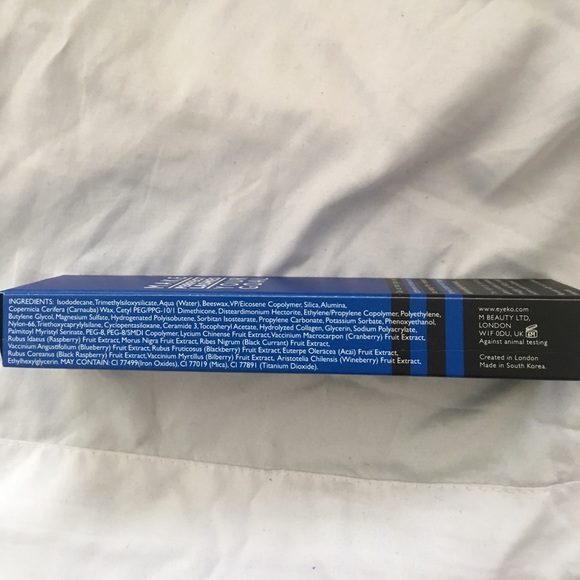 INGREDIENTS: Isododecane, Trimethylsiloxysilicate, Aqua (Water), Beeswax, VP/Eicosene Copolymer, Silica, Alumina,
Copernicia Cerifera (Carnauba) Wax, Cetyl PEG/PPG-10/1 Dimethicone, Disteardimonium Hectorite, Ethylene/Propylene Copolymer, Polyethylene,
Butylene Glycol, Magnesium Sulfate, Hydrogenated Polyisobutene, Sorbitan Isostearate, Propylene Carbonate, Potassium Sorbate, Phenoxyethanol,
Nylon-66, Triethoxycaprylylsilane, Cyclopentasiloxane, Ceramide 3, Tocopheryl Acetate, Hydrolyzed Collagen, Glycerin, Sodium Polyacrylate,
Palmitoyl Myristyl Serinate, PEG-8, PEG-8/SMDI Copolymer, Lycium Chinense Fruit Extract, Vaccinium Macrocarpon (Cranberry) Fruit Extract,
Rubus Idaeus (Raspberry) Fruit Extract, Morus Nigra Fruit Extract, Ribes Nigrum (Black Currant) Fruit Extract,
Vaccinium Angustifolium (Blueberry) Fruit Extract, Rubus Fruticosus (Blackberry) Fruit Extract, Euterpe Oleracea (Acai) Fruit Extract,
Rubus Coreanus (Black Raspberry) Fruit Extract, Vaccinium Myrtillus (Bilberry) Fruit Extract, Aristotelia Chilensis (Wineberry) Fruit Extract,
Ethylhexylglycerin. MAY CONTAIN: CI 77499(Iron Oxides), CI 77019 (Mica), CI 77891 (Titanium Dioxide).
www.eyeko.com
M BEAUTY LTD,
LONDON
W1F 0DU, UK
Against animal testing
Created in London
Made in South Korea.